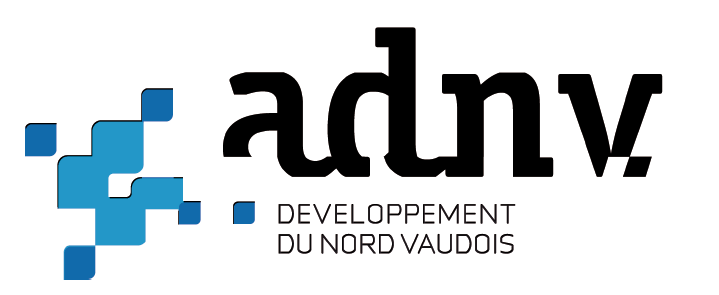 adnv
DEVELOPPEMENT
DU NORD VAUDOIS